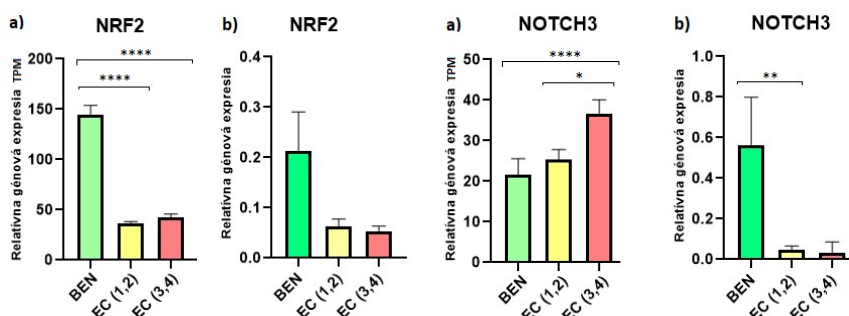 a)
NRF2
Relatívna génová expresia TPM
200
150
100
50
0
****
****
BEN
EC (1,2)
EC (3,4)
b)
NRF2
Relatívna génová expresia
0.4
0.3
0.2
0.1
0.0
BEN
EC (1,2)
EC (3,4)
a)
NOTCH3
Relatívna génová expresia TPM
50
40
30
20
10
0
****
*
BEN
EC (1,2)
EC (3,4)
b)
NOTCH3
Relatívna génová expresia
1.0
0.8
0.6
0.4
0.2
0.0
**
BEN
EC (1,2)
EC (3,4)